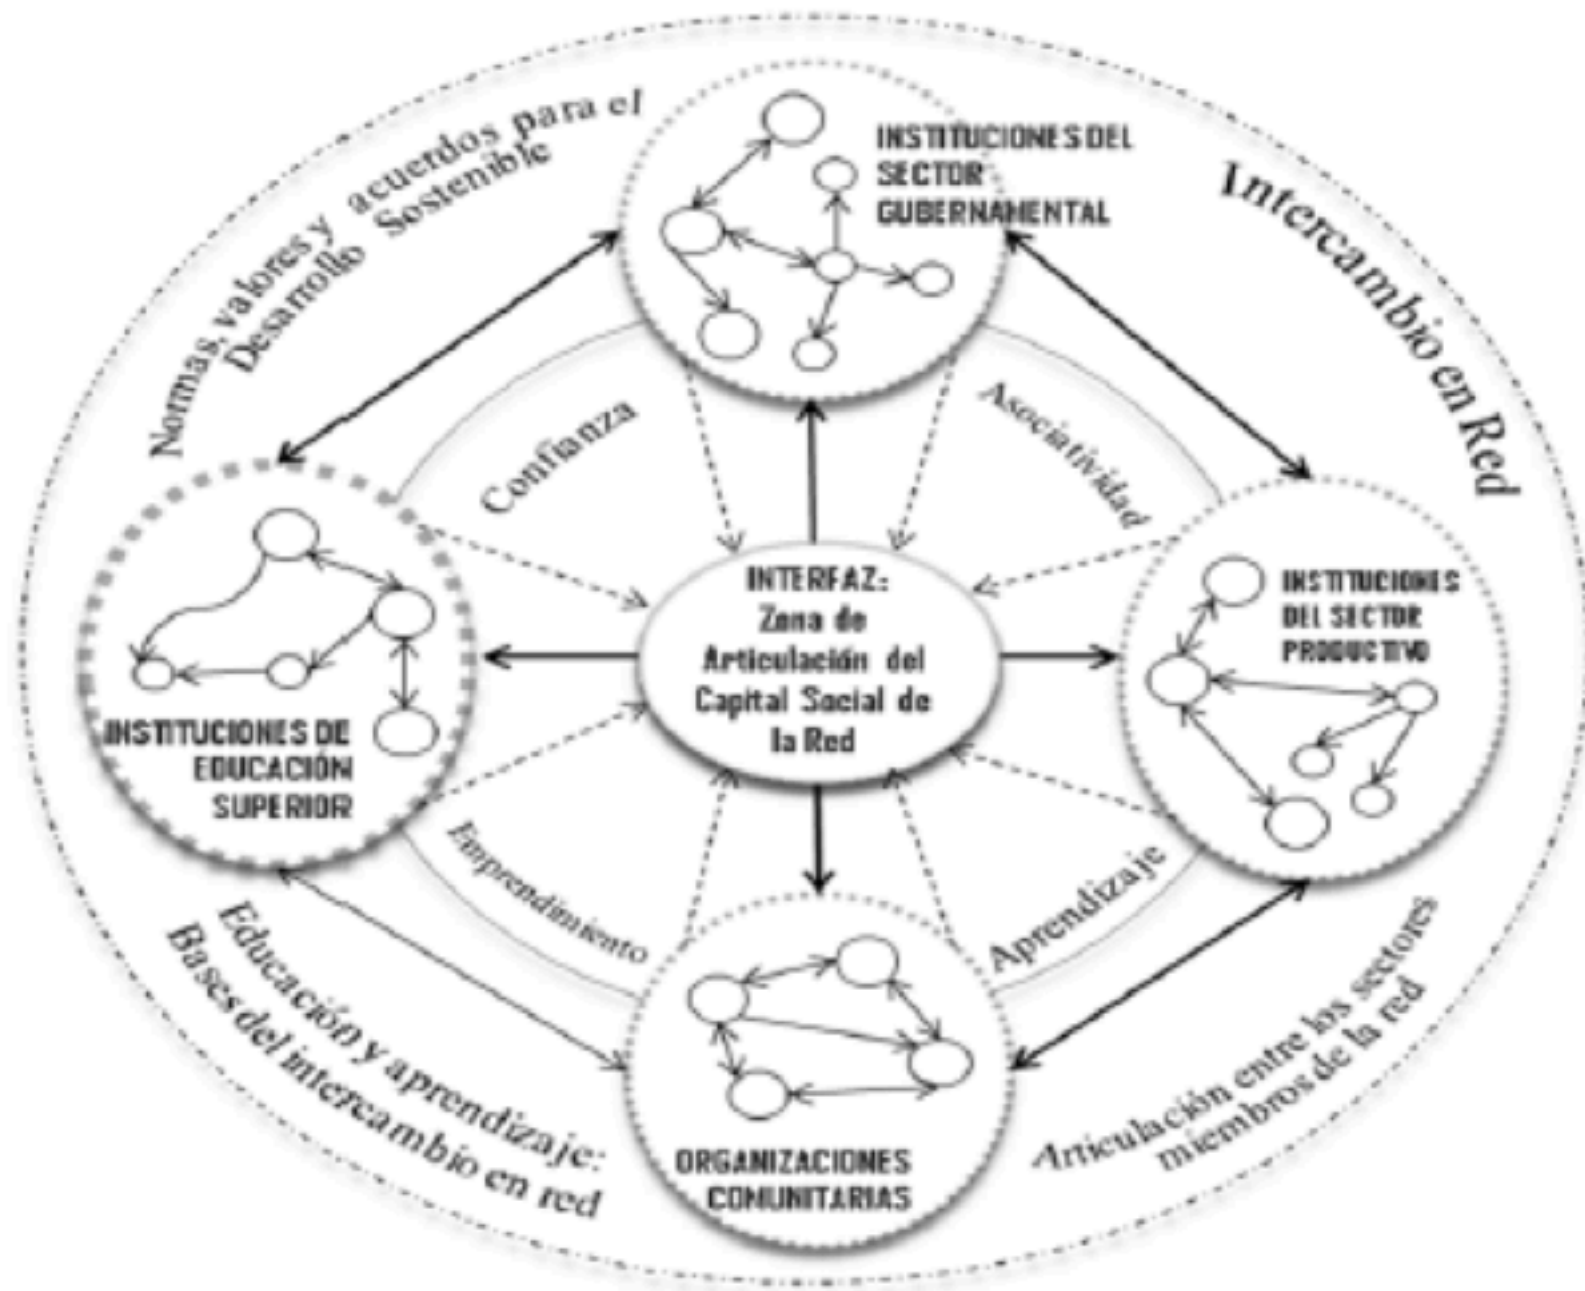 Normas, valores y acuerdos para el
Desarrollo Sostenible
INSTITUCIONES DEL
SECTOR
GUBERNAMENTAL
Intercambio en Red
Confianza
Asociatividad
INTERFAZ:
Zona de
Articulación del
Capital Social de
la Red
INSTITUCIONES
DEL SECTOR
PRODUCTIVO
INSTITUCIONES DE
EDUCACIÓN
SUPERIOR
Emprendimiento
Aprendizaje
Educación y aprendizaje:
Bases del intercambio en red
Articulación entre los sectores
miembros de la red
ORGANIZACIONES
COMUNITARIAS